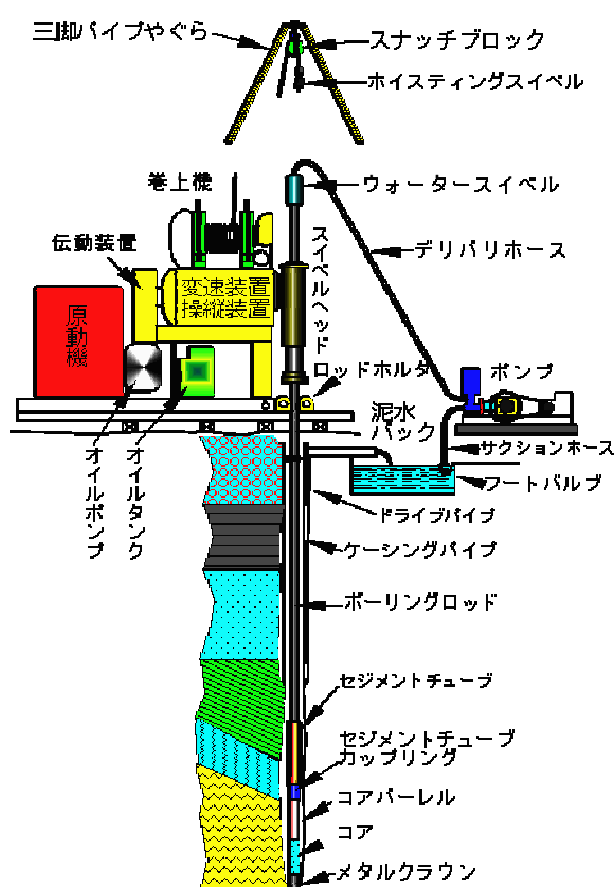 三脚パイプやぐら
スナッチブロック
ホイスティングスイベル
巻上機
ウォータースイベル
伝動装置
スイベルヘッド
デリバリホース
変速装置
操縦装置
原動機
ロッドホルダ
ポンプ
泥水
バック
サクションホース
オイルポンプ
オイルタンク
フートバルブ
ドライブパイプ
ケーシングパイプ
ボーリングロッド
セジメントチューブ
セジメントチューブ
カップリング
コアバーレル
コア
メタルクラウン